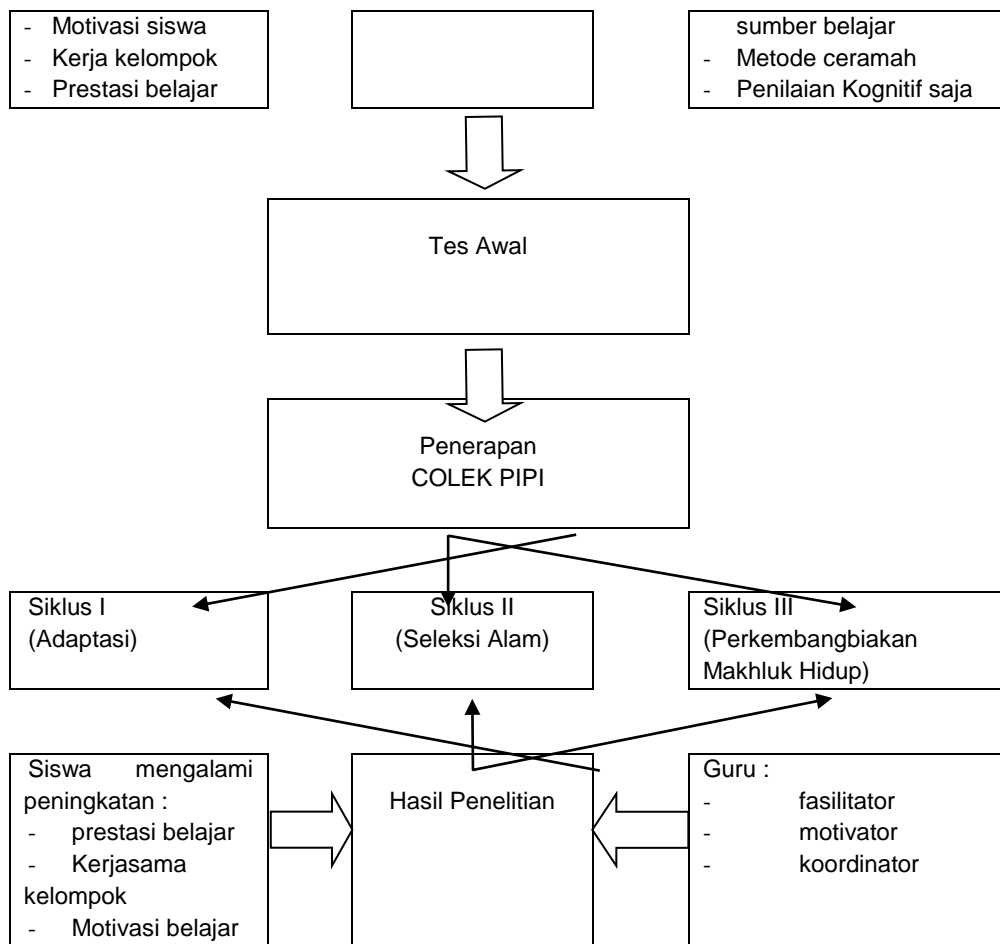 - Motivasi siswa
- Kerja kelompok
- Prestasi belajar
sumber belajar
- Metode ceramah
- Penilaian Kognitif saja
Tes Awal
Penerapan
COLEK PIPI
Siklus I
(Adaptasi)
Siklus II
(Seleksi Alam)
Siklus III
(Perkembangbiakan
Makhluk Hidup)
Siswa mengalami
peningkatan :
- prestasi belajar
- Kerjasama
kelompok
- Motivasi belajar
Hasil Penelitian
Guru :
- fasilitator
- motivator
- koordinator